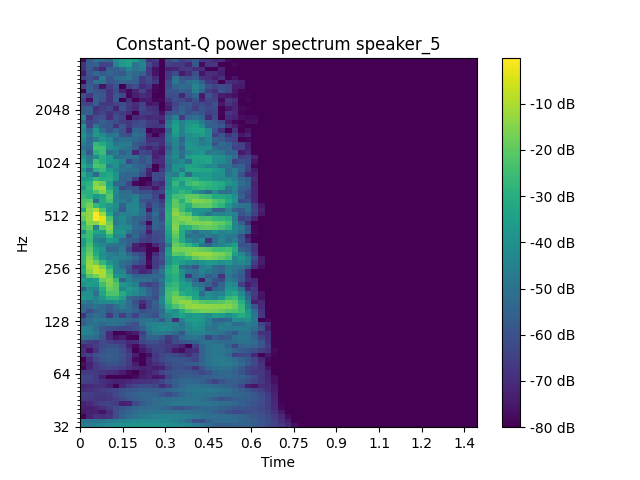 Constant-Q power spectrum speaker_5
Hz
2048
1024
512
256
128
64
32
0 0.15 0.3 0.45 0.6 0.75 0.9 1.1 1.2 1.4
Time
-10 dB
-20 dB
-30 dB
-40 dB
-50 dB
-60 dB
-70 dB
-80 dB